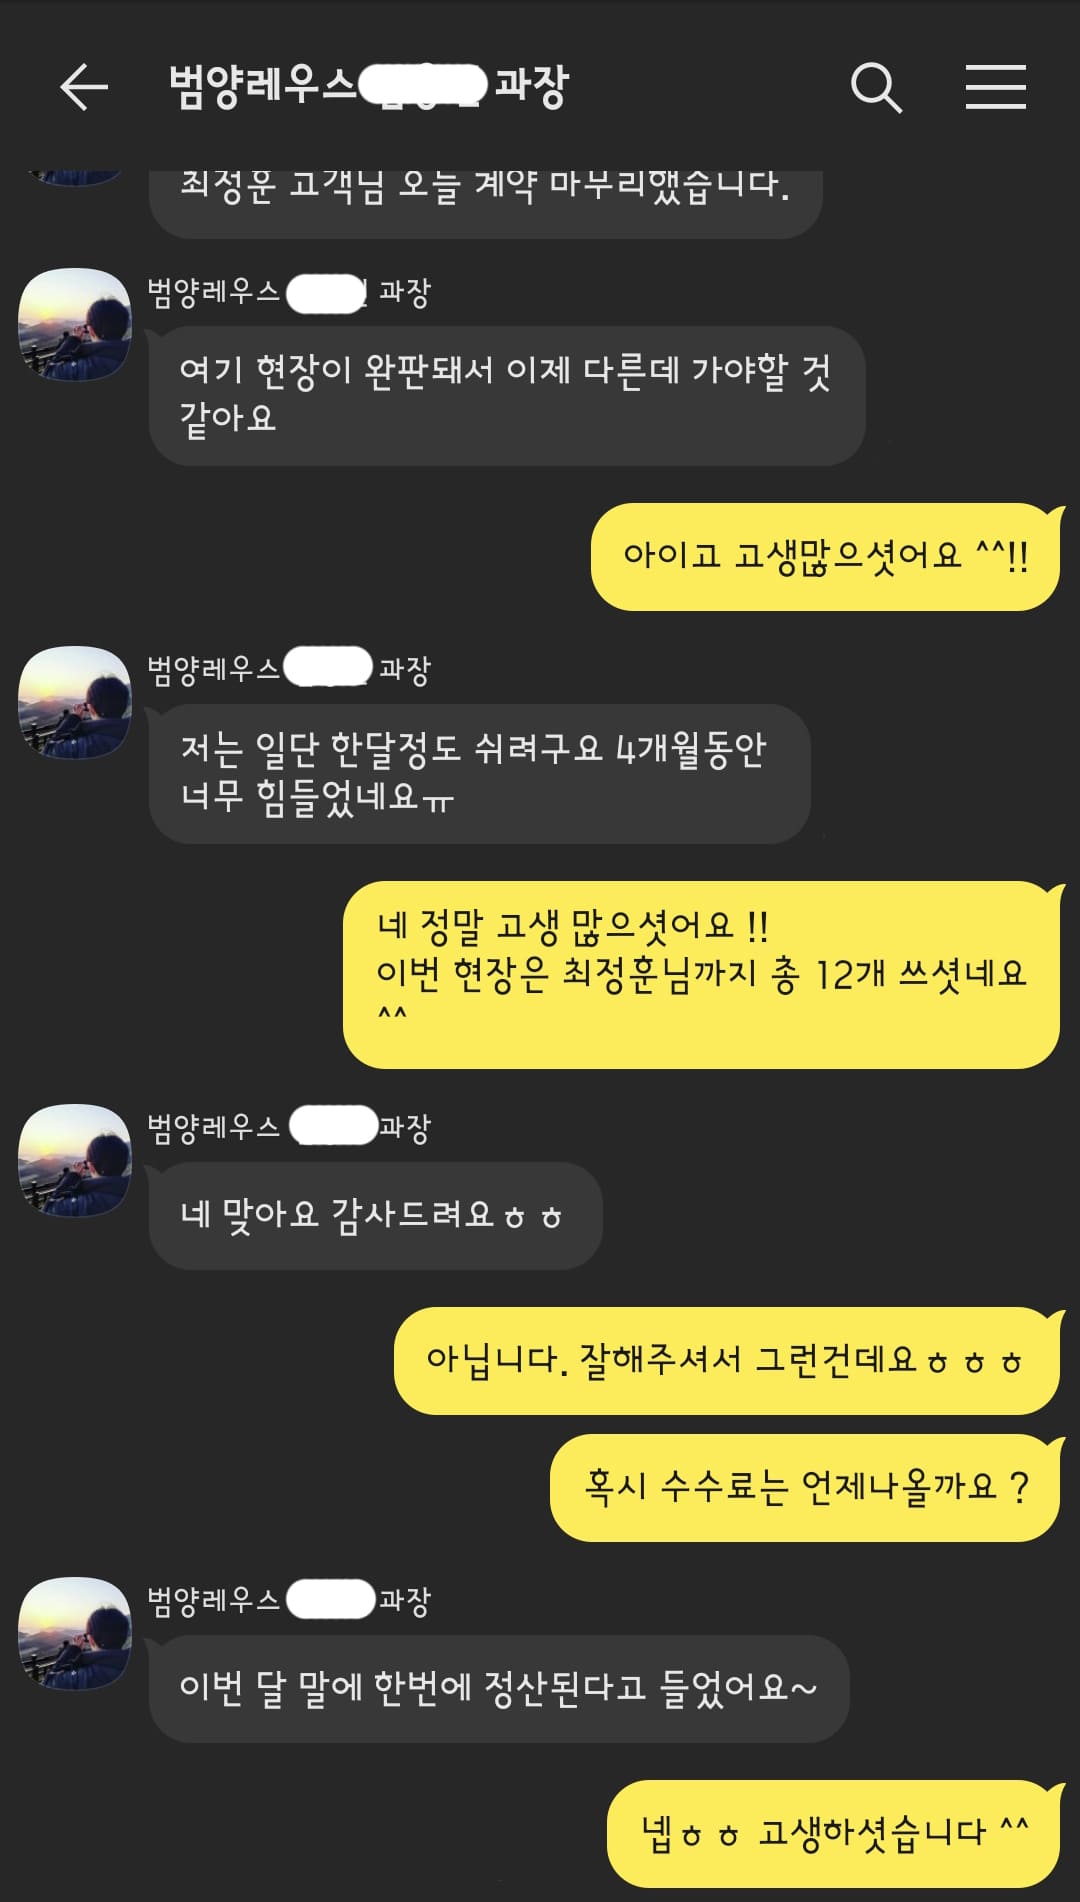 범양레우스 과장
최정훈 고객님 오늘 계약 마무리했습니다.
범양레우스 과장
여기 현장이 완판돼서 이제 다른데 가야할 것
같아요
아이고 고생많으셧어요 ^^!!
범양레우스 과장
저는 일단 한달정도 쉬려구요 4개월동안
너무 힘들었네요ㅠ
네 정말 고생 많으셧어요 !!
이번 현장은 최정훈님까지 총 12개 쓰셧네요
^^
범양레우스 과장
네 맞아요 감사드려요ㅎㅎ
아닙니다. 잘해주셔서 그런건데요ㅎㅎㅎ
혹시 수수료는 언제나올까요 ?
범양레우스 과장
이번 달 말에 한번에 정산된다고 들었어요~
넵ㅎㅎ 고생하셧습니다 ^^